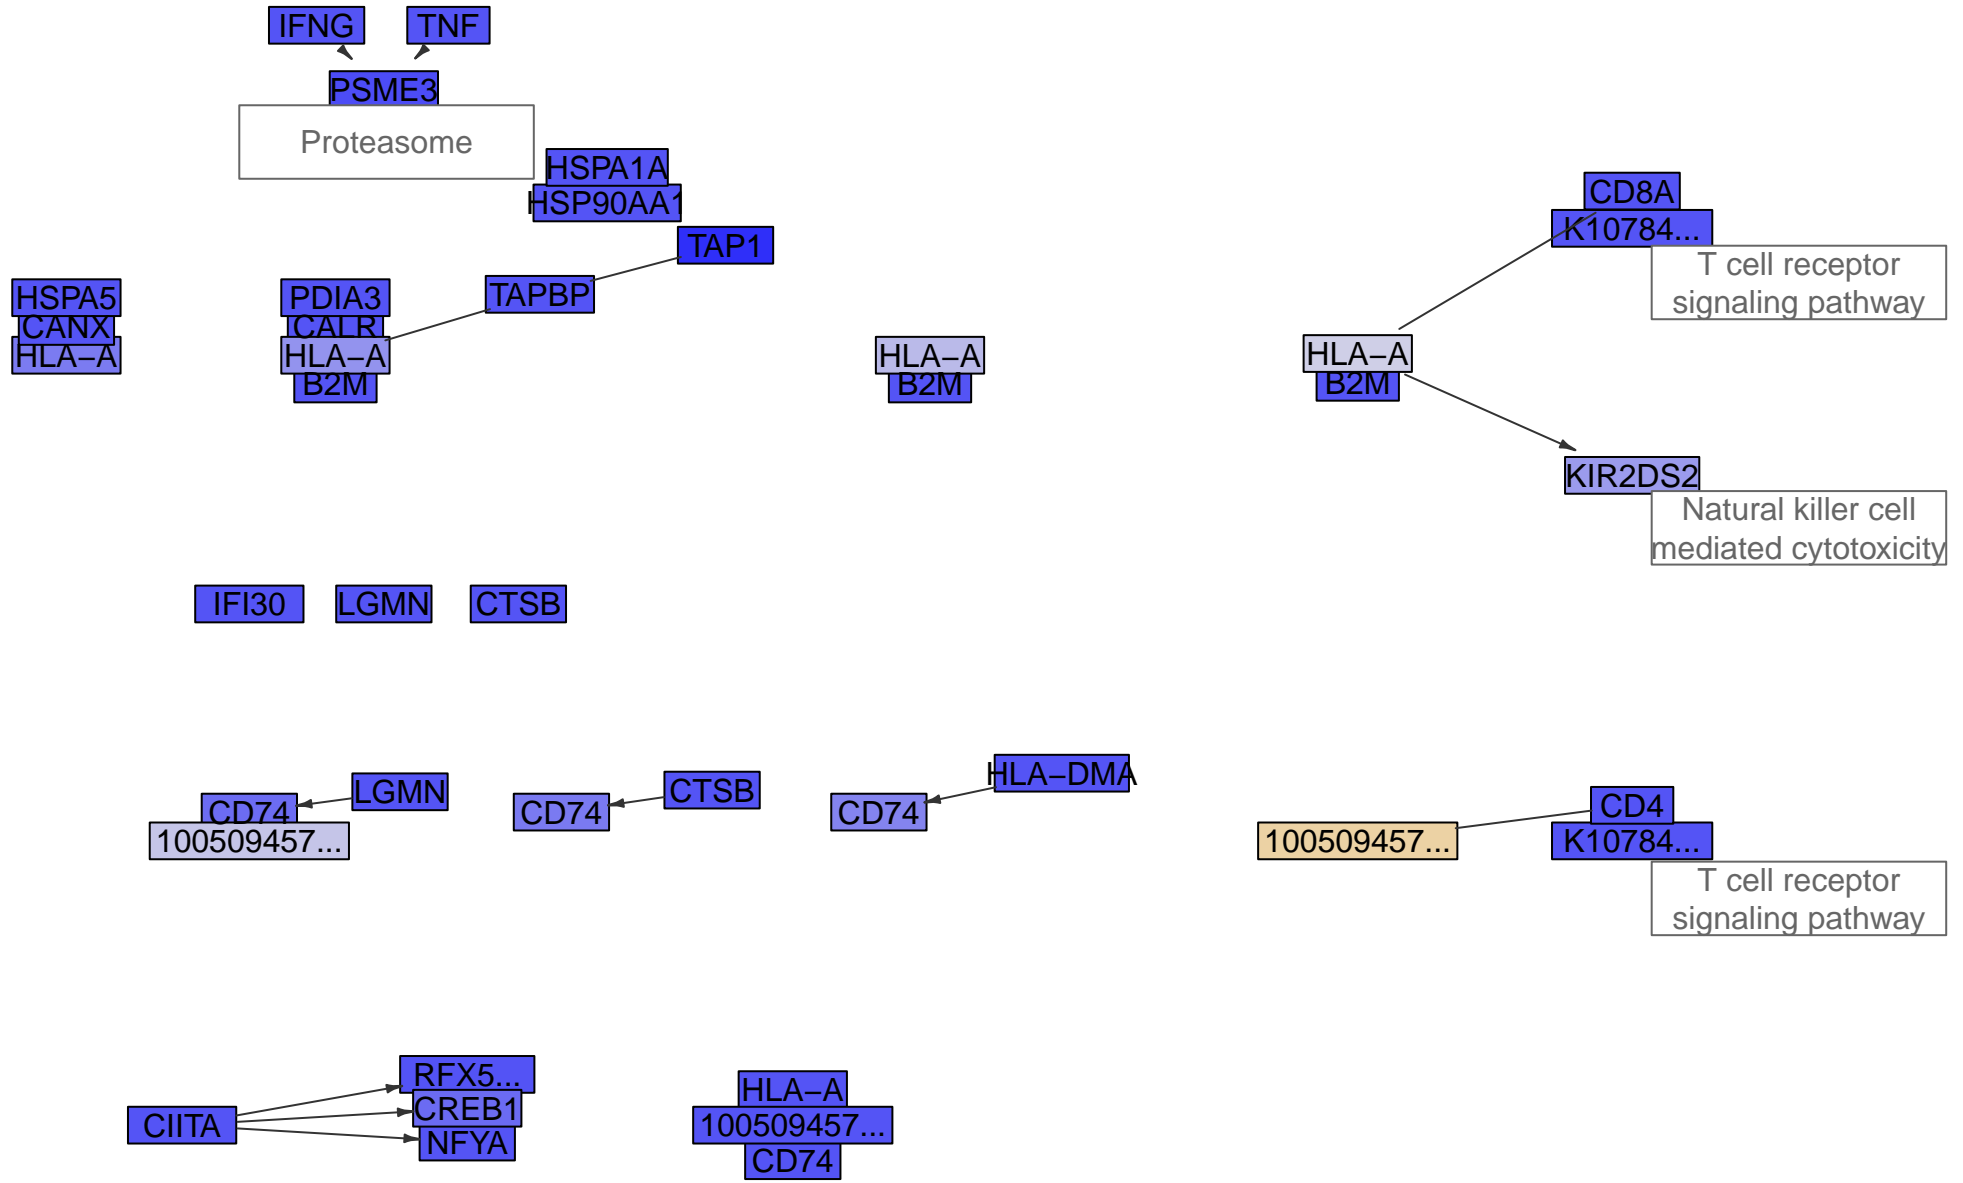 IFNG
TNF
PSME3
Proteasome
HSPA1A
HSP90AA1
TAP1
TAPBP
HSPA5
CANX
HLA−A
PDIA3
CALR
HLA−A
B2M
HLA−A
B2M
CD8A
K10784...
T cell receptor
signaling pathway
HLA−A
B2M
KIR2DS2
Natural killer cell
mediated cytotoxicity
IFI30
LGMN
CTSB
CD74
100509457...
LGMN
CD74
CTSB
CD74
HLA−DMA
100509457...
CD4
K10784...
T cell receptor
signaling pathway
CIITA
RFX5...
CREB1
NFYA
HLA−A
100509457...
CD74